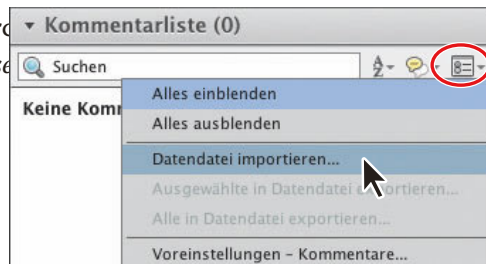 Kommentarliste (0)
Suchen
Keine Komm
Alles einblenden
Alles ausblenden
Datendatei importieren...
Ausgewählte in Datendatei exportieren...
Alle in Datendatei exportieren...
Voreinstellungen – Kommentare...